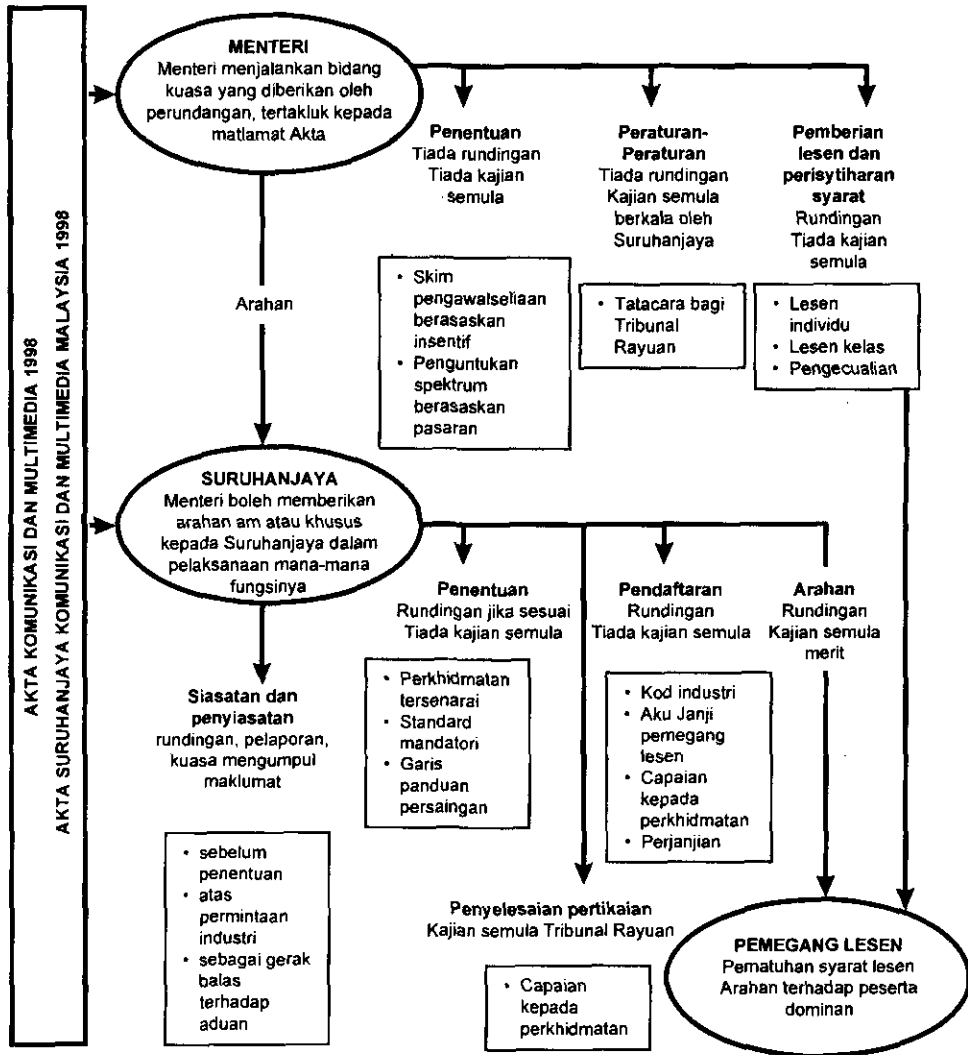 AKTA KOMUNIKASI DAN MULTIMEDIA 1998
AKTA SURUHANJAYA KOMUNIKASI DAN MULTIMEDIA MALAYSIA 1998
MENTERI
Menteri menjalankan bidang
kuasa yang diberikan oleh
perundangan, tertakluk kepada
matlamat Akta
Penentuan
Tiada rundingan
Tiada kajian
semula
Peraturan-
Peraturan
Tiada rundingan
Kajian semula
berkala oleh
Suruhanjaya
Pemberian
lesen dan
perisytiharan
syarat
Rundingan
Tiada kajian
semula
• Skim
pengawalseliaan
berasaskan
insentif
• Penguntukan
spektrum
berasaskan
pasaran
• Tatacara bagi
Tribunal
Rayuan
• Lesen
individu
• Lesen kelas
• Pengecualian
Arahan
SURUHANJAYA
Menteri boleh memberikan
arahan am atau khusus
kepada Suruhanjaya dalam
pelaksanaan mana-mana
fungsinya
Penentuan
Rundingan jika sesuai
Tiada kajian semula
Pendaftaran
Rundingan
Tiada kajian semula
Arahan
Rundingan
Kajian semula
merit
Siasatan dan
penyiasatan
rundingan, pelaporan,
kuasa mengumpul
maklumat
• Perkhidmatan
tersenarai
• Standard
mandatori
• Garis
panduan
persaingan
• Kod industri
• Aku Janji
pemegang
lesen
• Capaian
kepada
perkhidmatan
• Perjanjian
• sebelum
penentuan
• atas
permintaan
industri
• sebagai gerak
balas
terhadap
aduan
Penyelesaian pertikaian
Kajian semula Tribunal Rayuan
• Capaian
kepada
perkhidmatan
PEMEGANG LESEN
Pematuhan syarat lesen
Arahan terhadap peserta
dominan